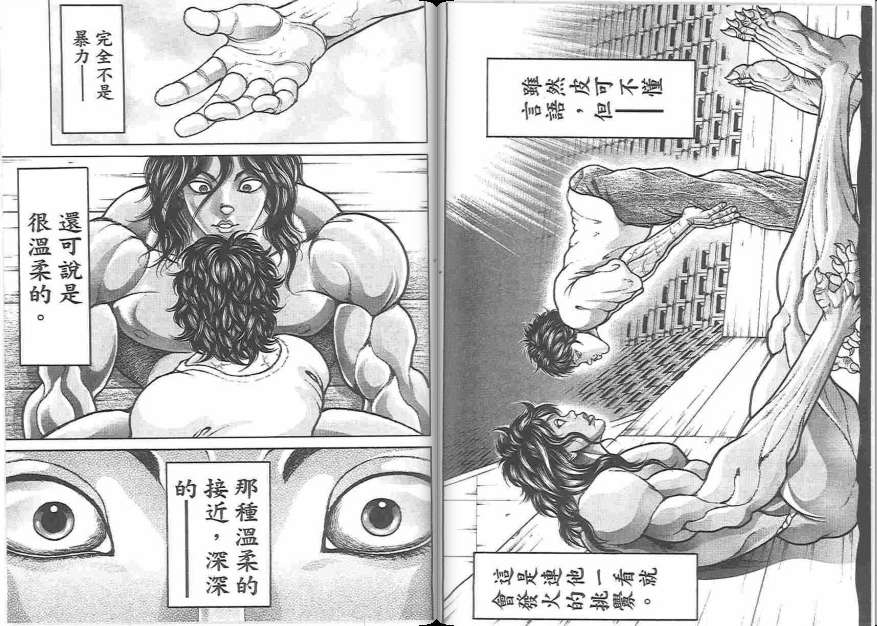 雖然皮可不懂
言語，但——
這是連他一看就
會發火的挑釁。
完全不是
暴力——
還可說是
很溫柔的。
那種溫柔的
接近，深深
的——